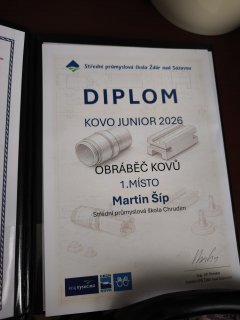 Střední průmyslová škola Žďár nad Sázavou
DIPLOM
KOVO JUNIOR 2026
OBRÁBĚČ KOVŮ
1.MÍSTO
Martin Šíp
Střední průmyslová škola Chrudim